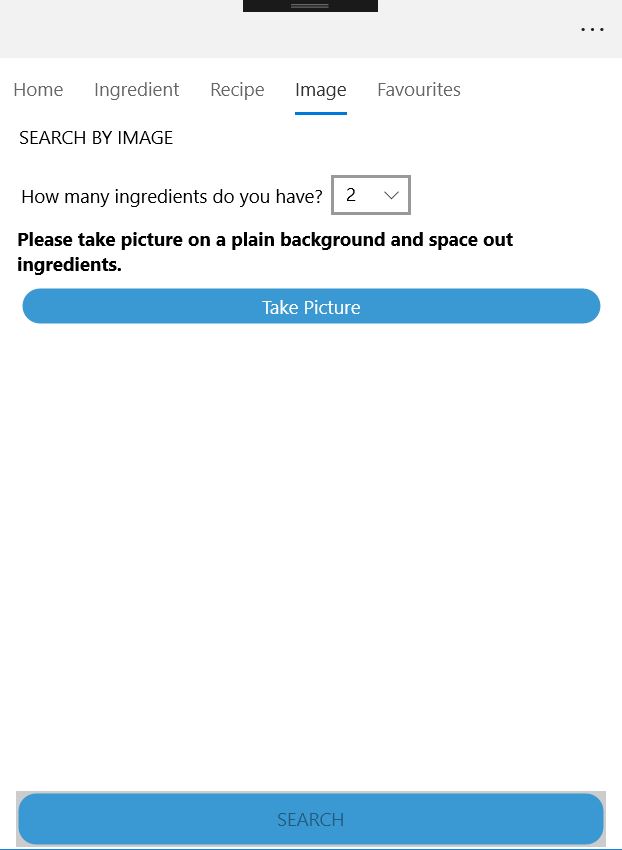 ...
Home Ingredient Recipe Image Favourites
SEARCH BY IMAGE
How many ingredients do you have? 2
Please take picture on a plain background and space out
ingredients.
Take Picture
SEARCH